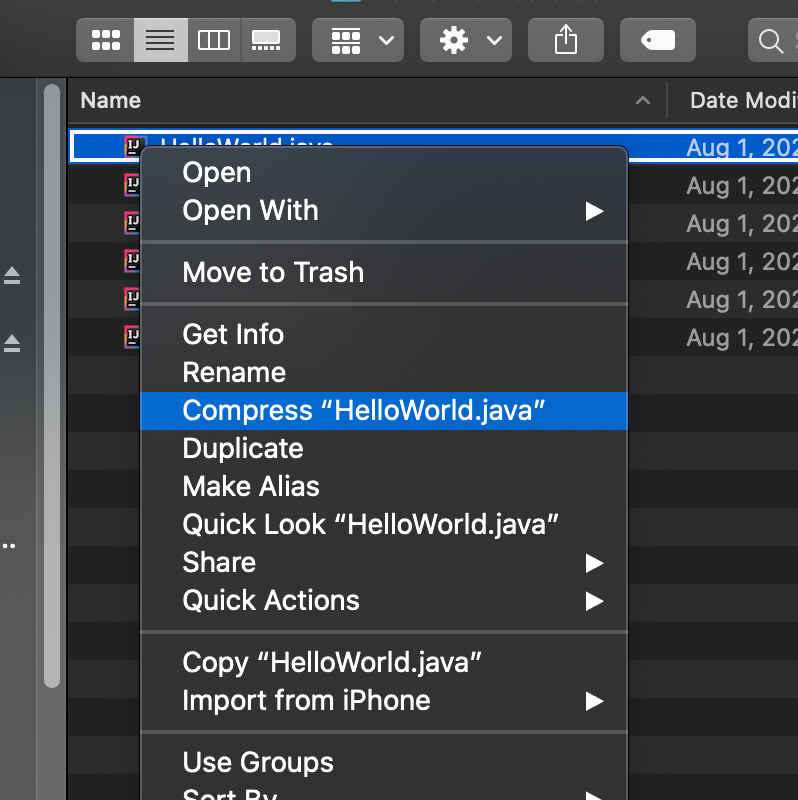 Name
Date Modi
HelloWorld.java
Aug 1, 202
Aug 1, 202
Aug 1, 202
Aug 1, 202
Aug 1, 202
Aug 1, 202
Open
Open With
Move to Trash
Get Info
Rename
Compress “HelloWorld.java”
Duplicate
Make Alias
Quick Look “HelloWorld.java”
Share
Quick Actions
Copy “HelloWorld.java”
Import from iPhone
Use Groups
Sort By